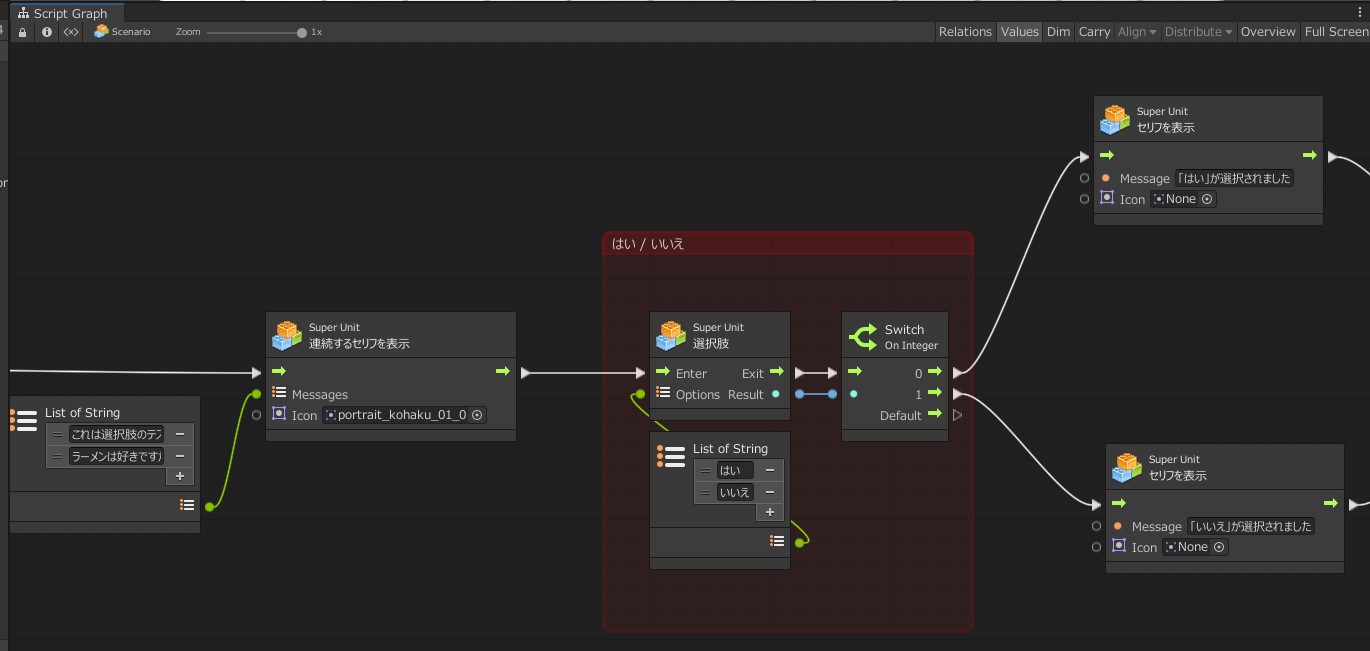 Script Graph
Scenario Zoom 1x Relations Values Dim Carry Align Distribute Overview Full Screen
Super Unit
セリフを表示
Message 「はい」が選択されました
Icon None
はい / いいえ
Super Unit
連続するセリフを表示
Messages
Icon portrait_kohaku_01_0
List of String
これは選択肢のテス
ラーメンは好きですか
Super Unit
選択肢
Enter Exit
Options Result
Switch
On Integer
0
1
Default
List of String
はい
いいえ
Super Unit
セリフを表示
Message 「いいえ」が選択されました
Icon None